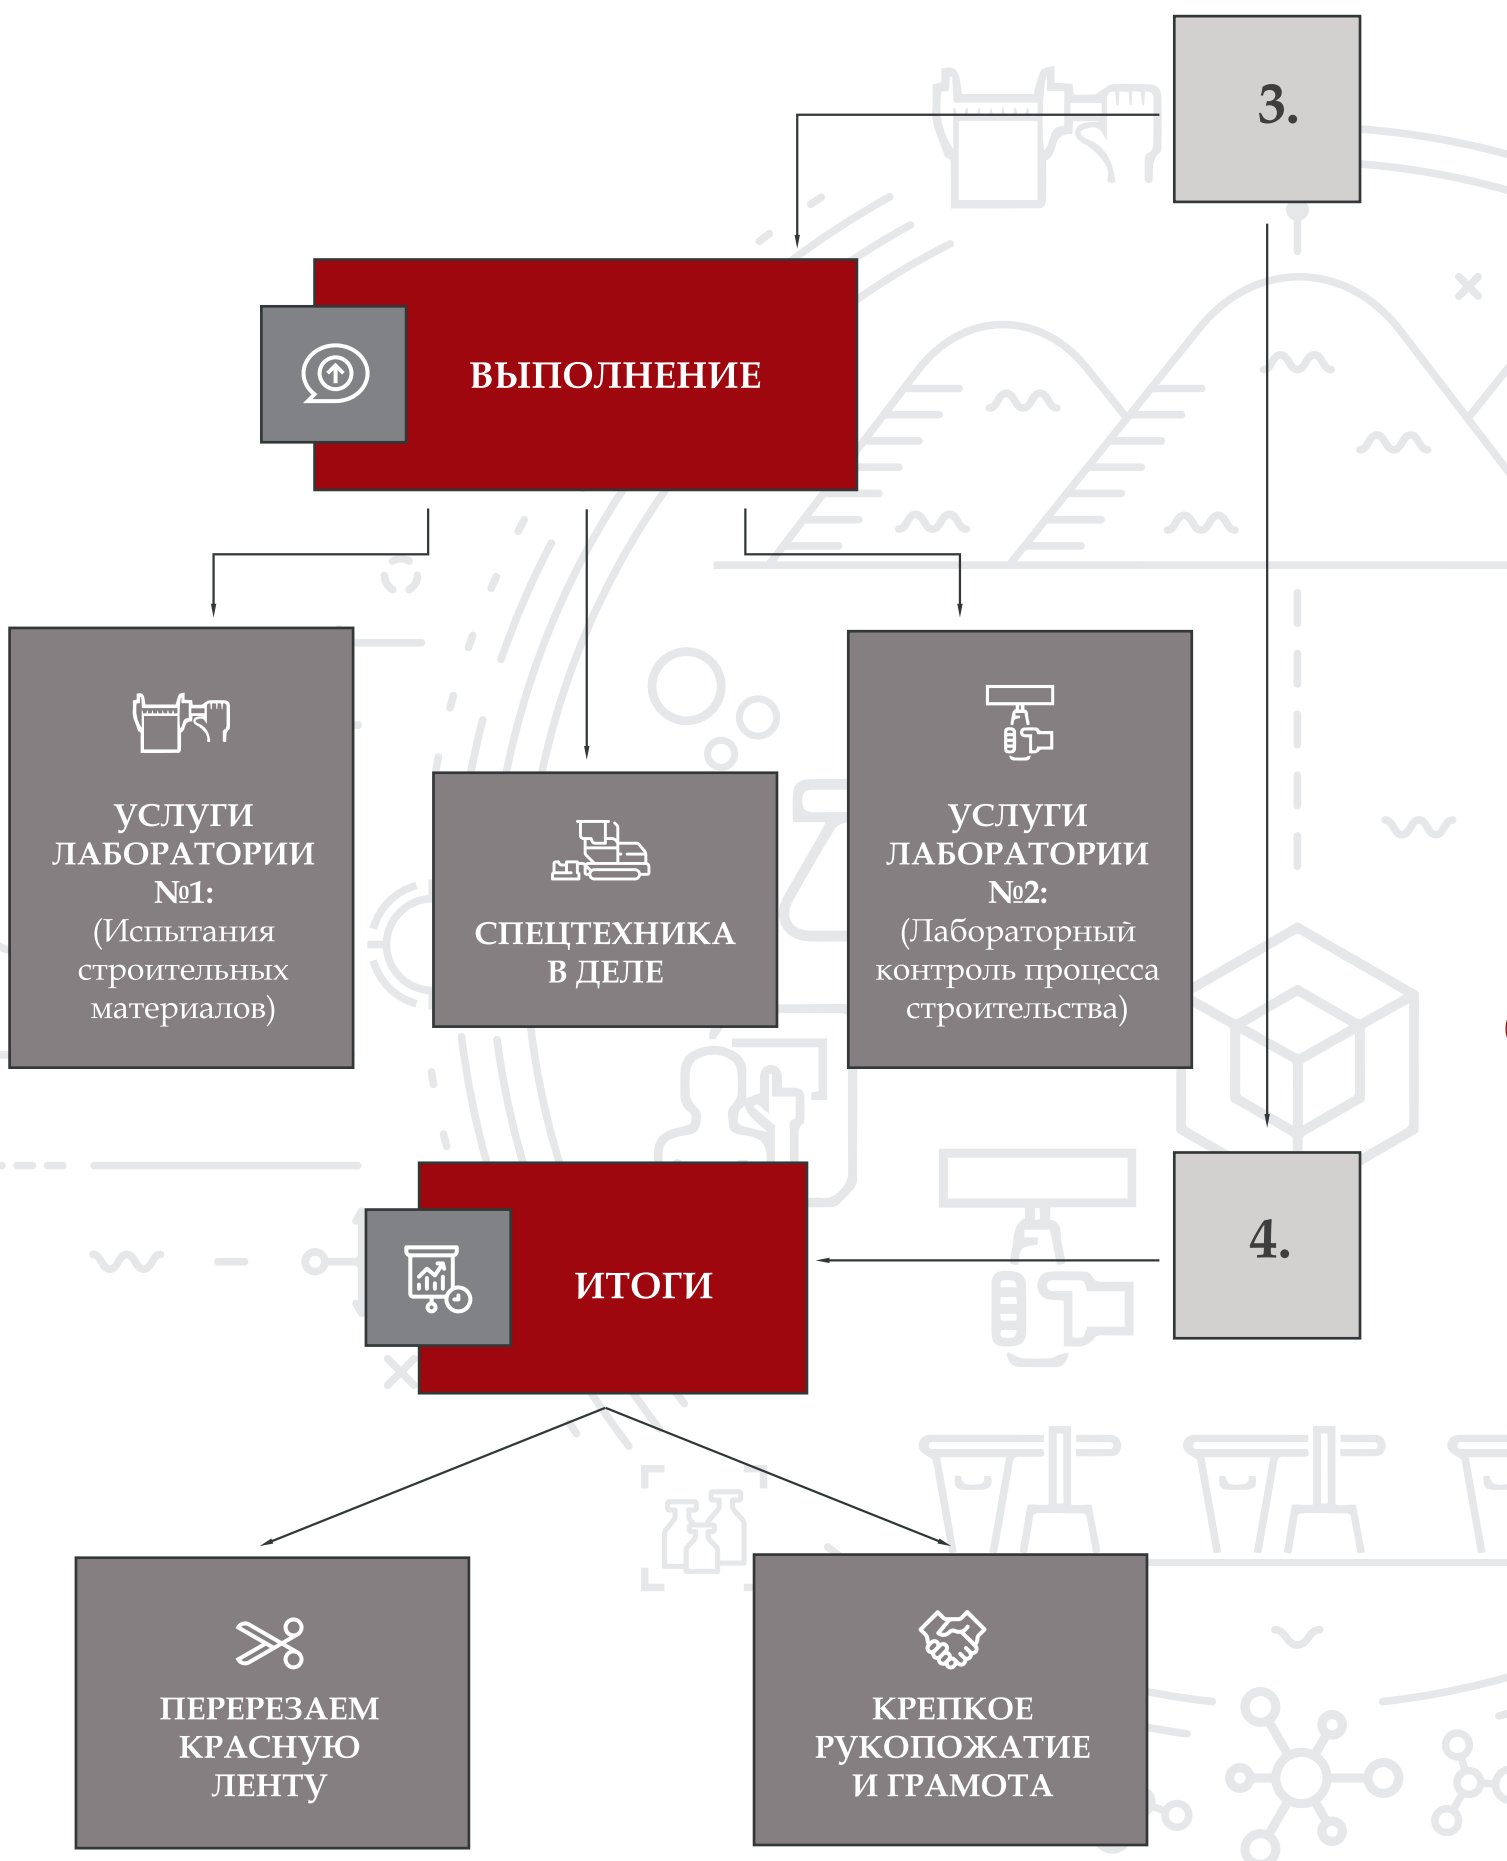 3.
ВЫПОЛНЕНИЕ
УСЛУГИ
ЛАБОРАТОРИИ
№1:
(Испытания
строительных
материалов)
СПЕЦТЕХНИКА
В ДЕЛЕ
УСЛУГИ
ЛАБОРАТОРИИ
№2:
(Лабораторный
контроль процесса
строительства)
4.
ИТОГИ
ПЕРЕРЕЗАЕМ
КРАСНУЮ
ЛЕНТУ
КРЕПКОЕ
РУКОПОЖАТИЕ
И ГРАМОТА